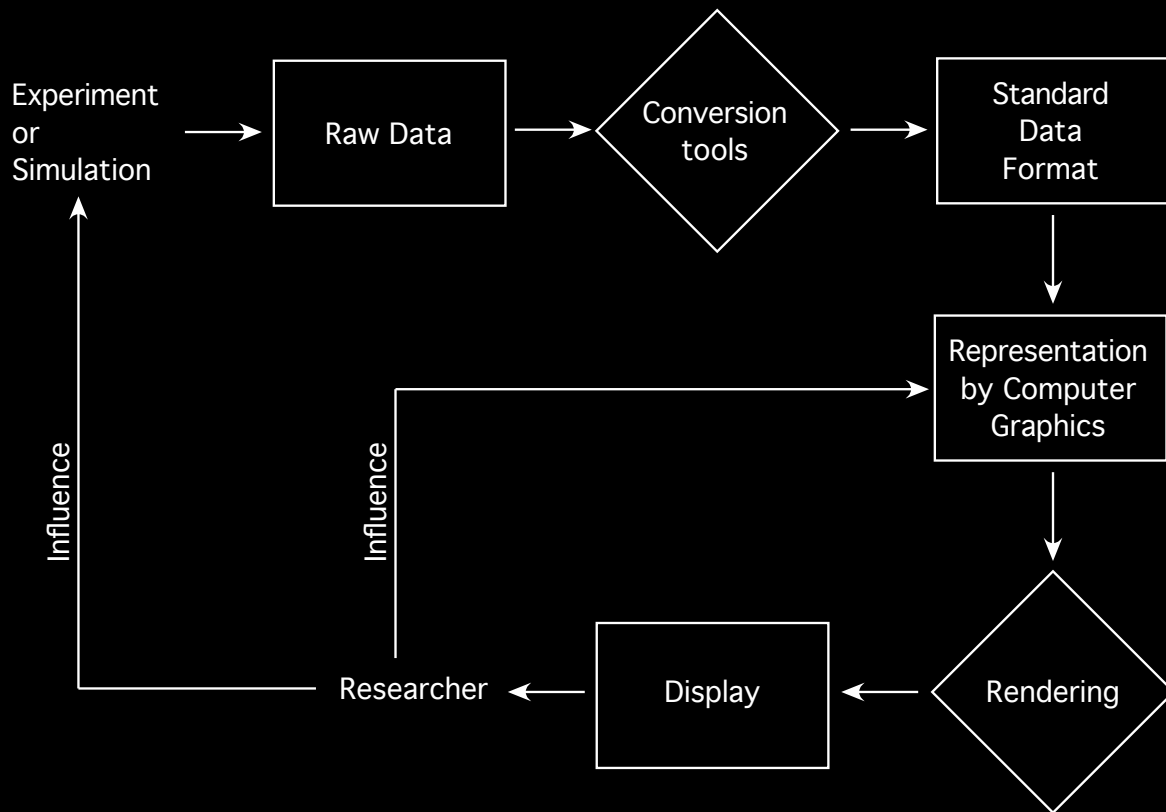 Experiment
or
Simulation
Raw Data
Conversion
tools
Standard
Data
Format
Representation
by Computer
Graphics
Influence
Influence
Researcher
Display
Rendering